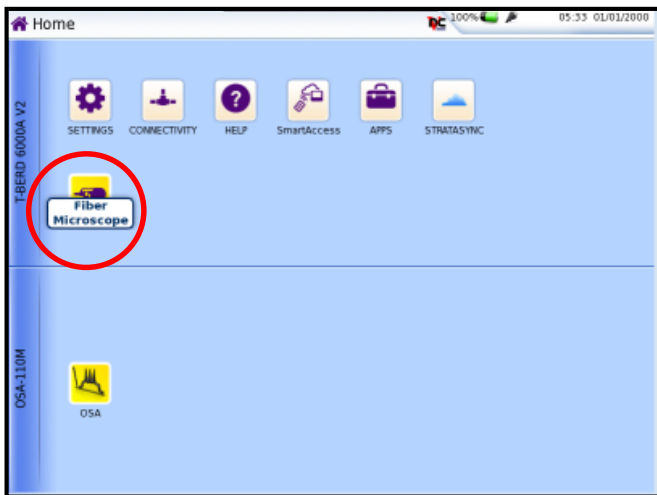 Home
100%
05:33 01/01/2000
T-BERD 6000A V2
SETTINGS CONNECTIVITY HELP SmartAccess APPS STRATASYNC
Fiber
Microscope
OSA-110M
OSA